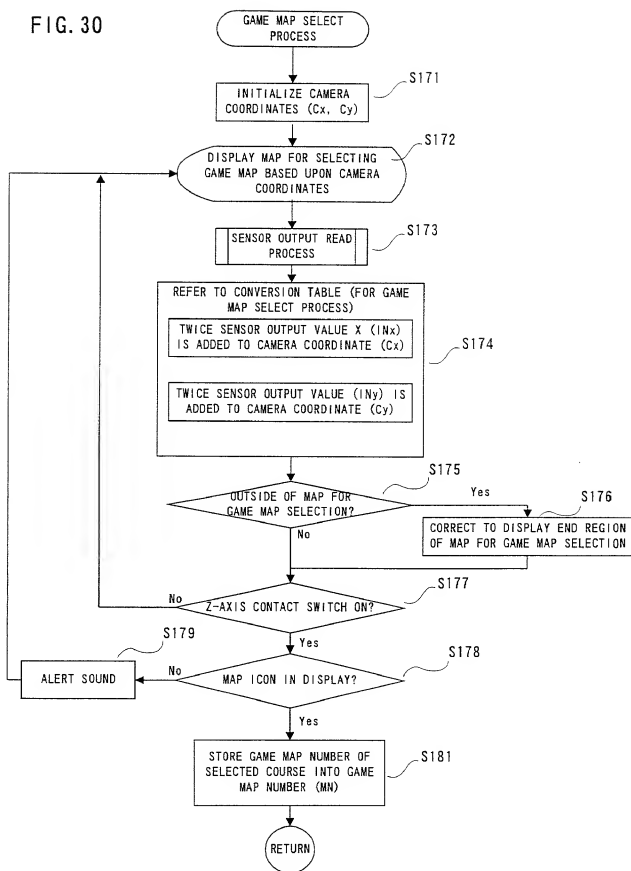 FIG. 30
GAME MAP SELECT
PROCESS
S171
INITIALIZE CAMERA
COORDINATES (Cx, Cy)
S172
DISPLAY MAP FOR SELECTING
GAME MAP BASED UPON CAMERA
COORDINATES
S173
SENSOR OUTPUT READ
PROCESS
REFER TO CONVERSION TABLE (FOR GAME
MAP SELECT PROCESS)
TWICE SENSOR OUTPUT VALUE X (INx)
IS ADDED TO CAMERA COORDINATE (Cx)
S174
TWICE SENSOR OUTPUT VALUE (INy) IS
ADDED TO CAMERA COORDINATE (Cy)
S175
OUTSIDE OF MAP FOR
GAME MAP SELECTION?
Yes
No
S176
CORRECT TO DISPLAY END REGION
OF MAP FOR GAME MAP SELECTION
S177
Z-AXIS CONTACT SWITCH ON?
No
Yes
S179
ALERT SOUND
No
S178
MAP ICON IN DISPLAY?
Yes
S181
STORE GAME MAP NUMBER OF
SELECTED COURSE INTO GAME
MAP NUMBER (MN)
RETURN